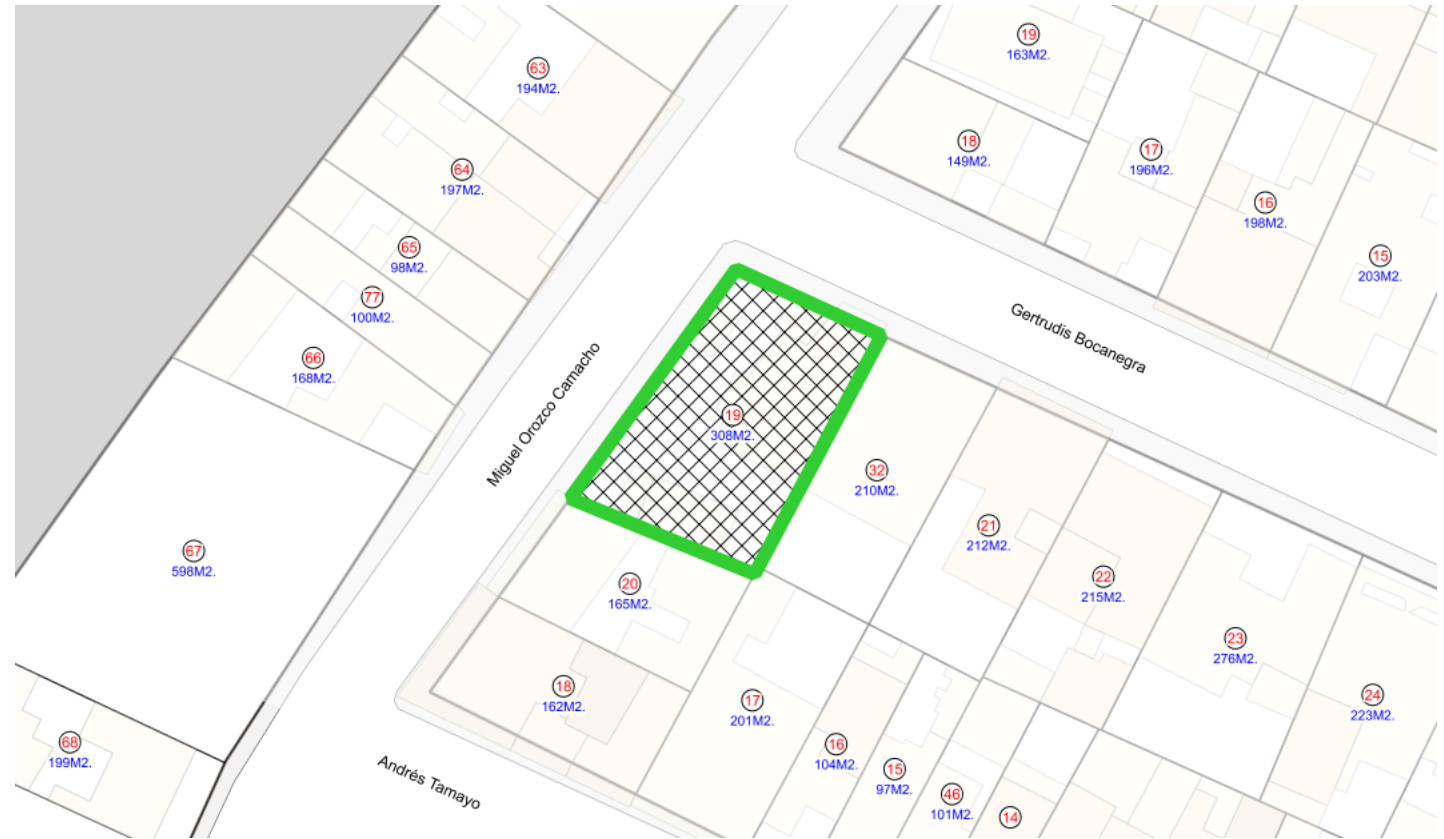 19
163M2.
63
194M2.
18
149M2.
17
196M2.
64
197M2.
16
198M2.
65
98M2.
15
203M2.
77
100M2.
Gertrudis Bocanegra
66
168M2.
Miguel Orozco Camacho
19
308M2.
32
210M2.
21
212M2.
67
598M2.
20
165M2.
22
215M2.
23
276M2.
18
162M2.
17
201M2.
24
223M2.
68
199M2.
16
104M2.
15
97M2.
Andrés Tamayo
46
101M2.
14